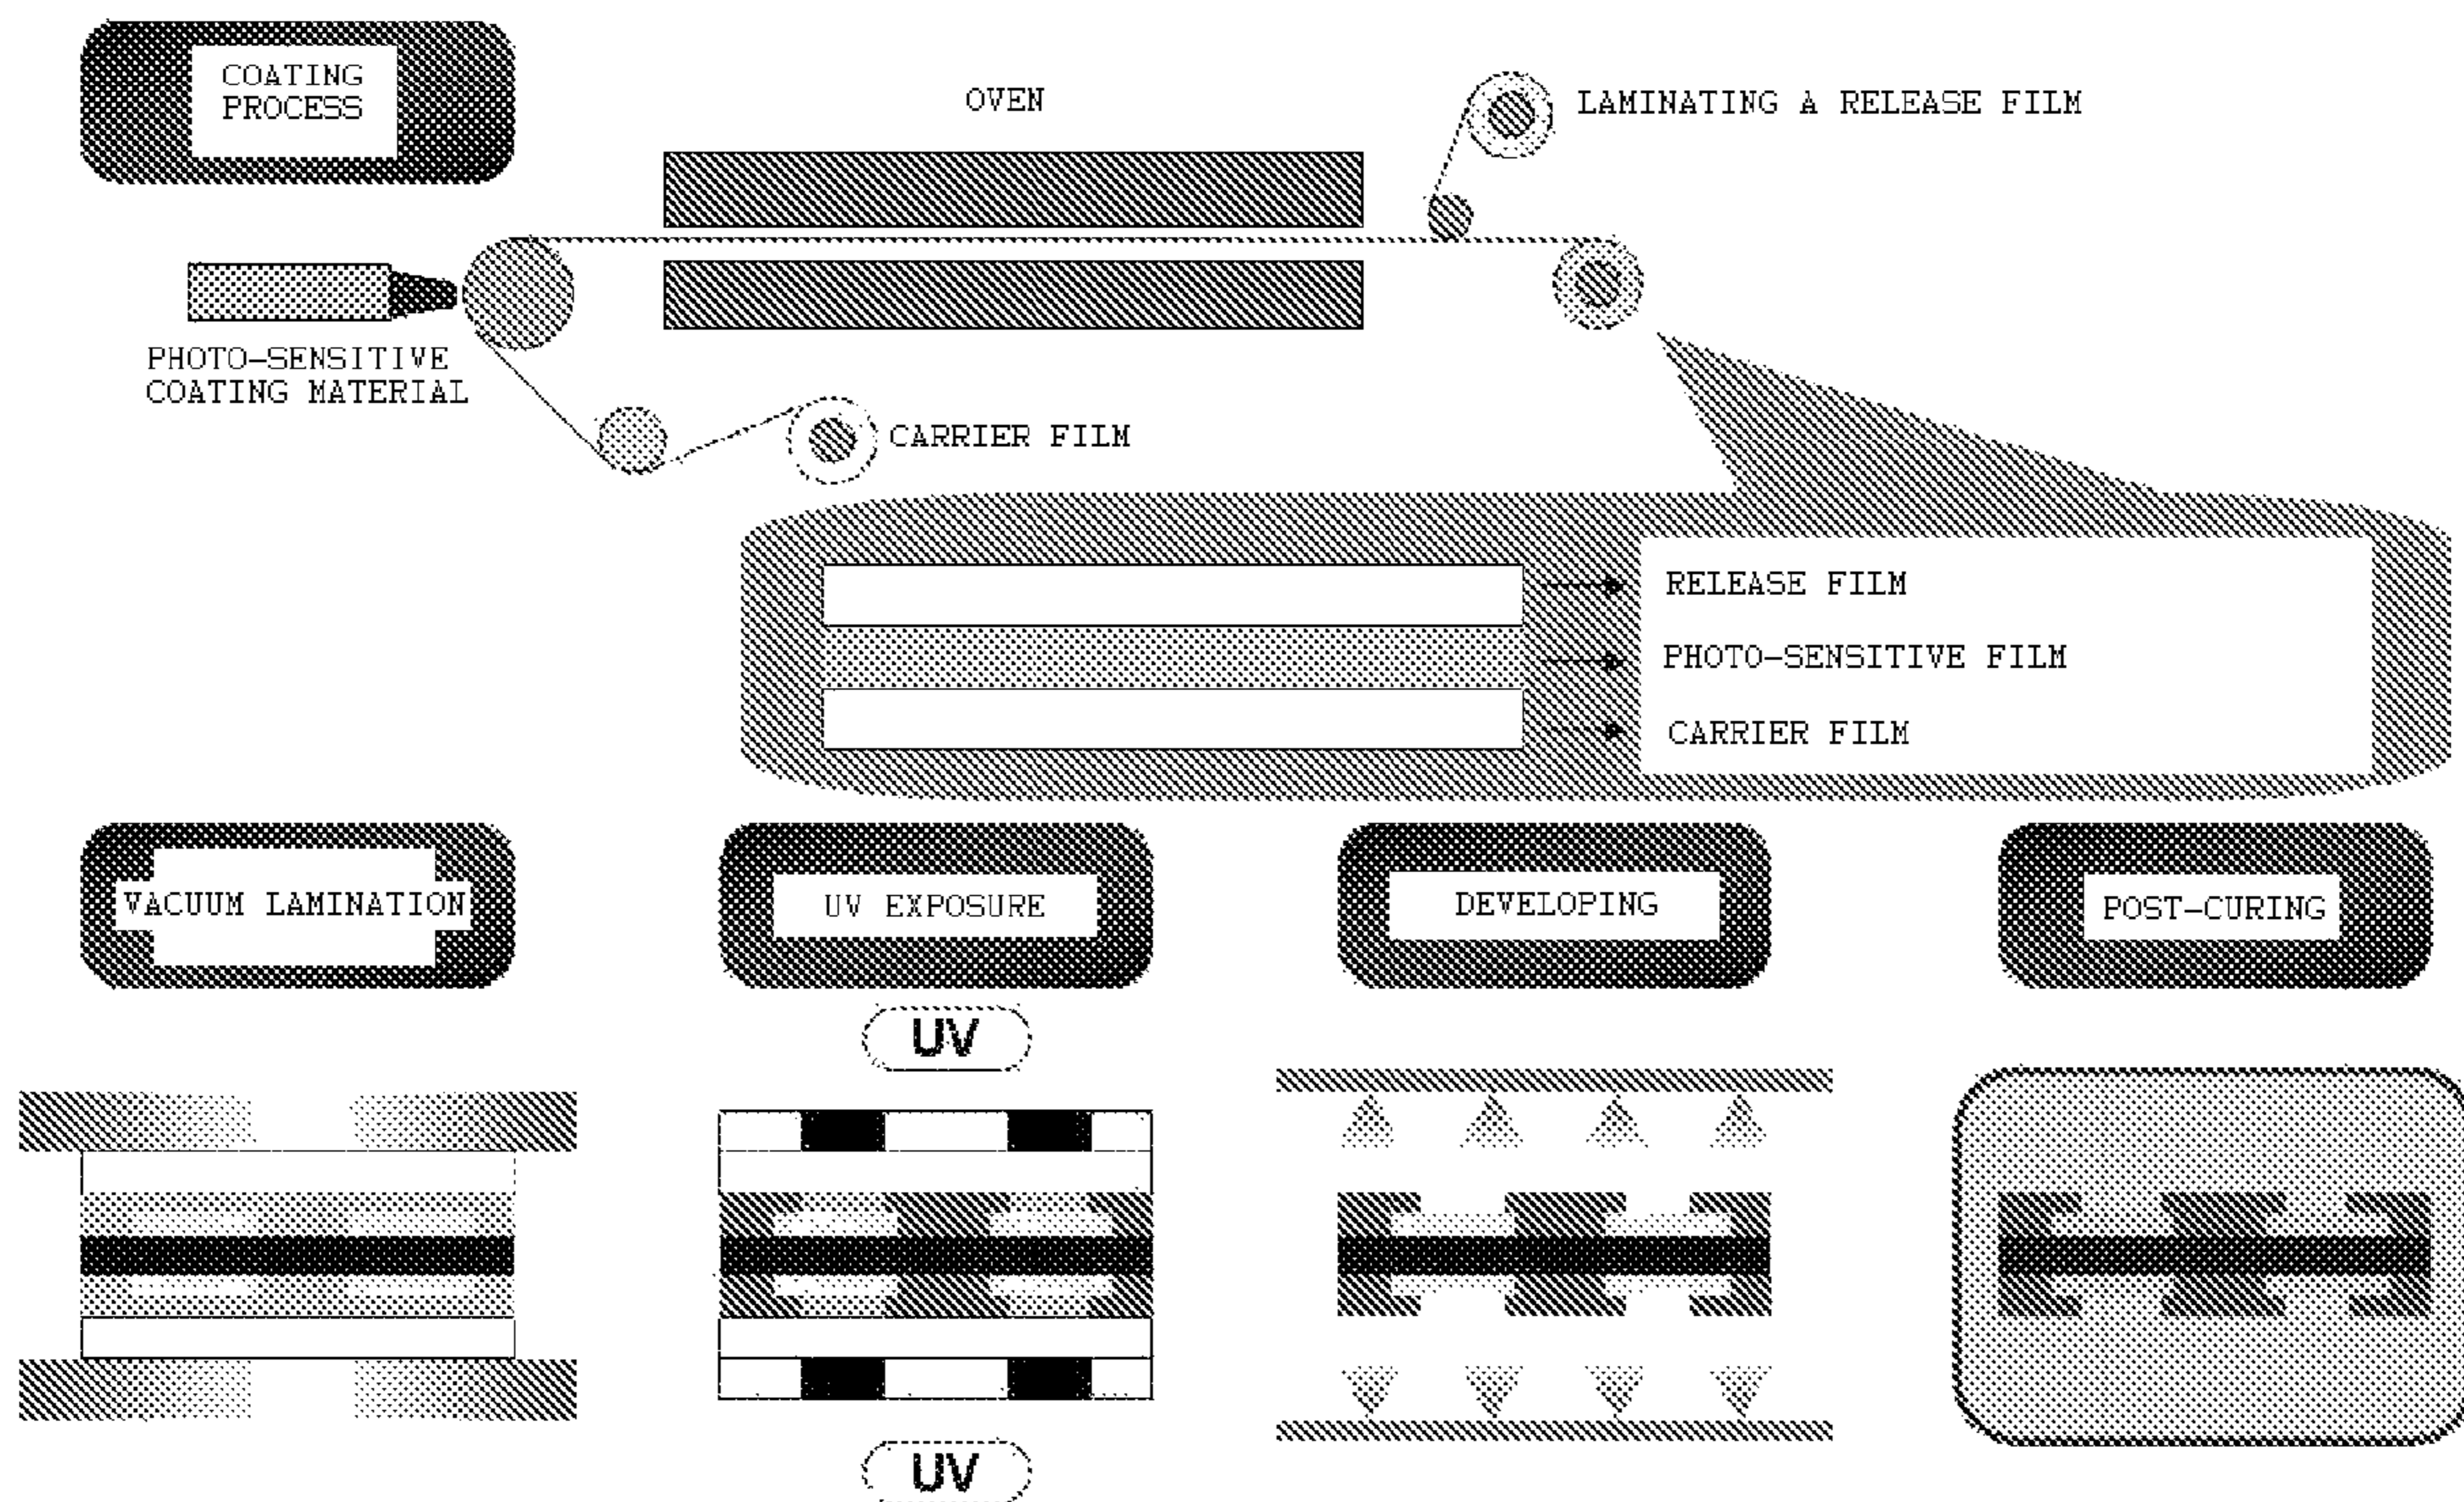 COATING
PROCESS
OVEN
LAMINATING A RELEASE FILM
PHOTO-SENSITIVE
COATING MATERIAL
CARRIER FILM
RELEASE FILM
PHOTO-SENSITIVE FILM
CARRIER FILM
VACUUM LAMINATION
UV EXPOSURE
DEVELOPING
POST-CURING
UV
UV